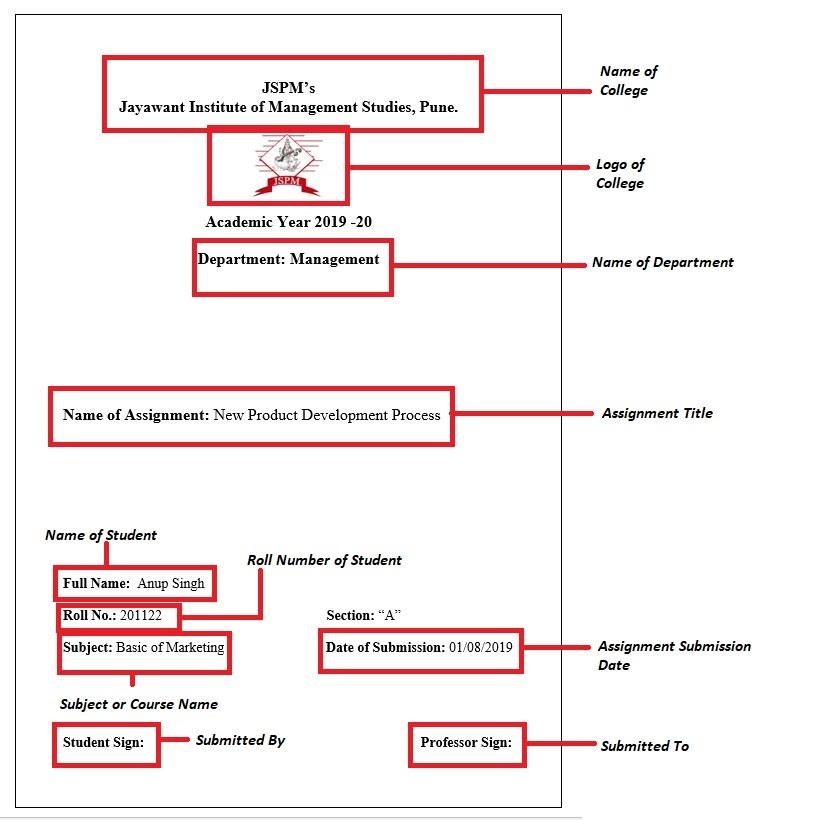 JSPM’s
Jayawant Institute of Management Studies, Pune.
Name of
College
JSPM
Logo of
College
Academic Year 2019 -20
Department: Management
Name of Department
Name of Assignment: New Product Development Process
Assignment Title
Name of Student
Roll Number of Student
Full Name: Anup Singh
Roll No.: 201122
Section: “A”
Subject: Basic of Marketing
Date of Submission: 01/08/2019
Assignment Submission
Date
Subject or Course Name
Student Sign:
Submitted By
Professor Sign:
Submitted To